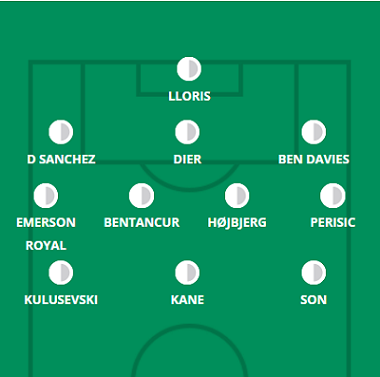 LLORIS
D SANCHEZ DIER BEN DAVIES
EMERSON ROYAL BENTANCUR HØJBJERG PERISIC
KULUSEVSKI KANE SON